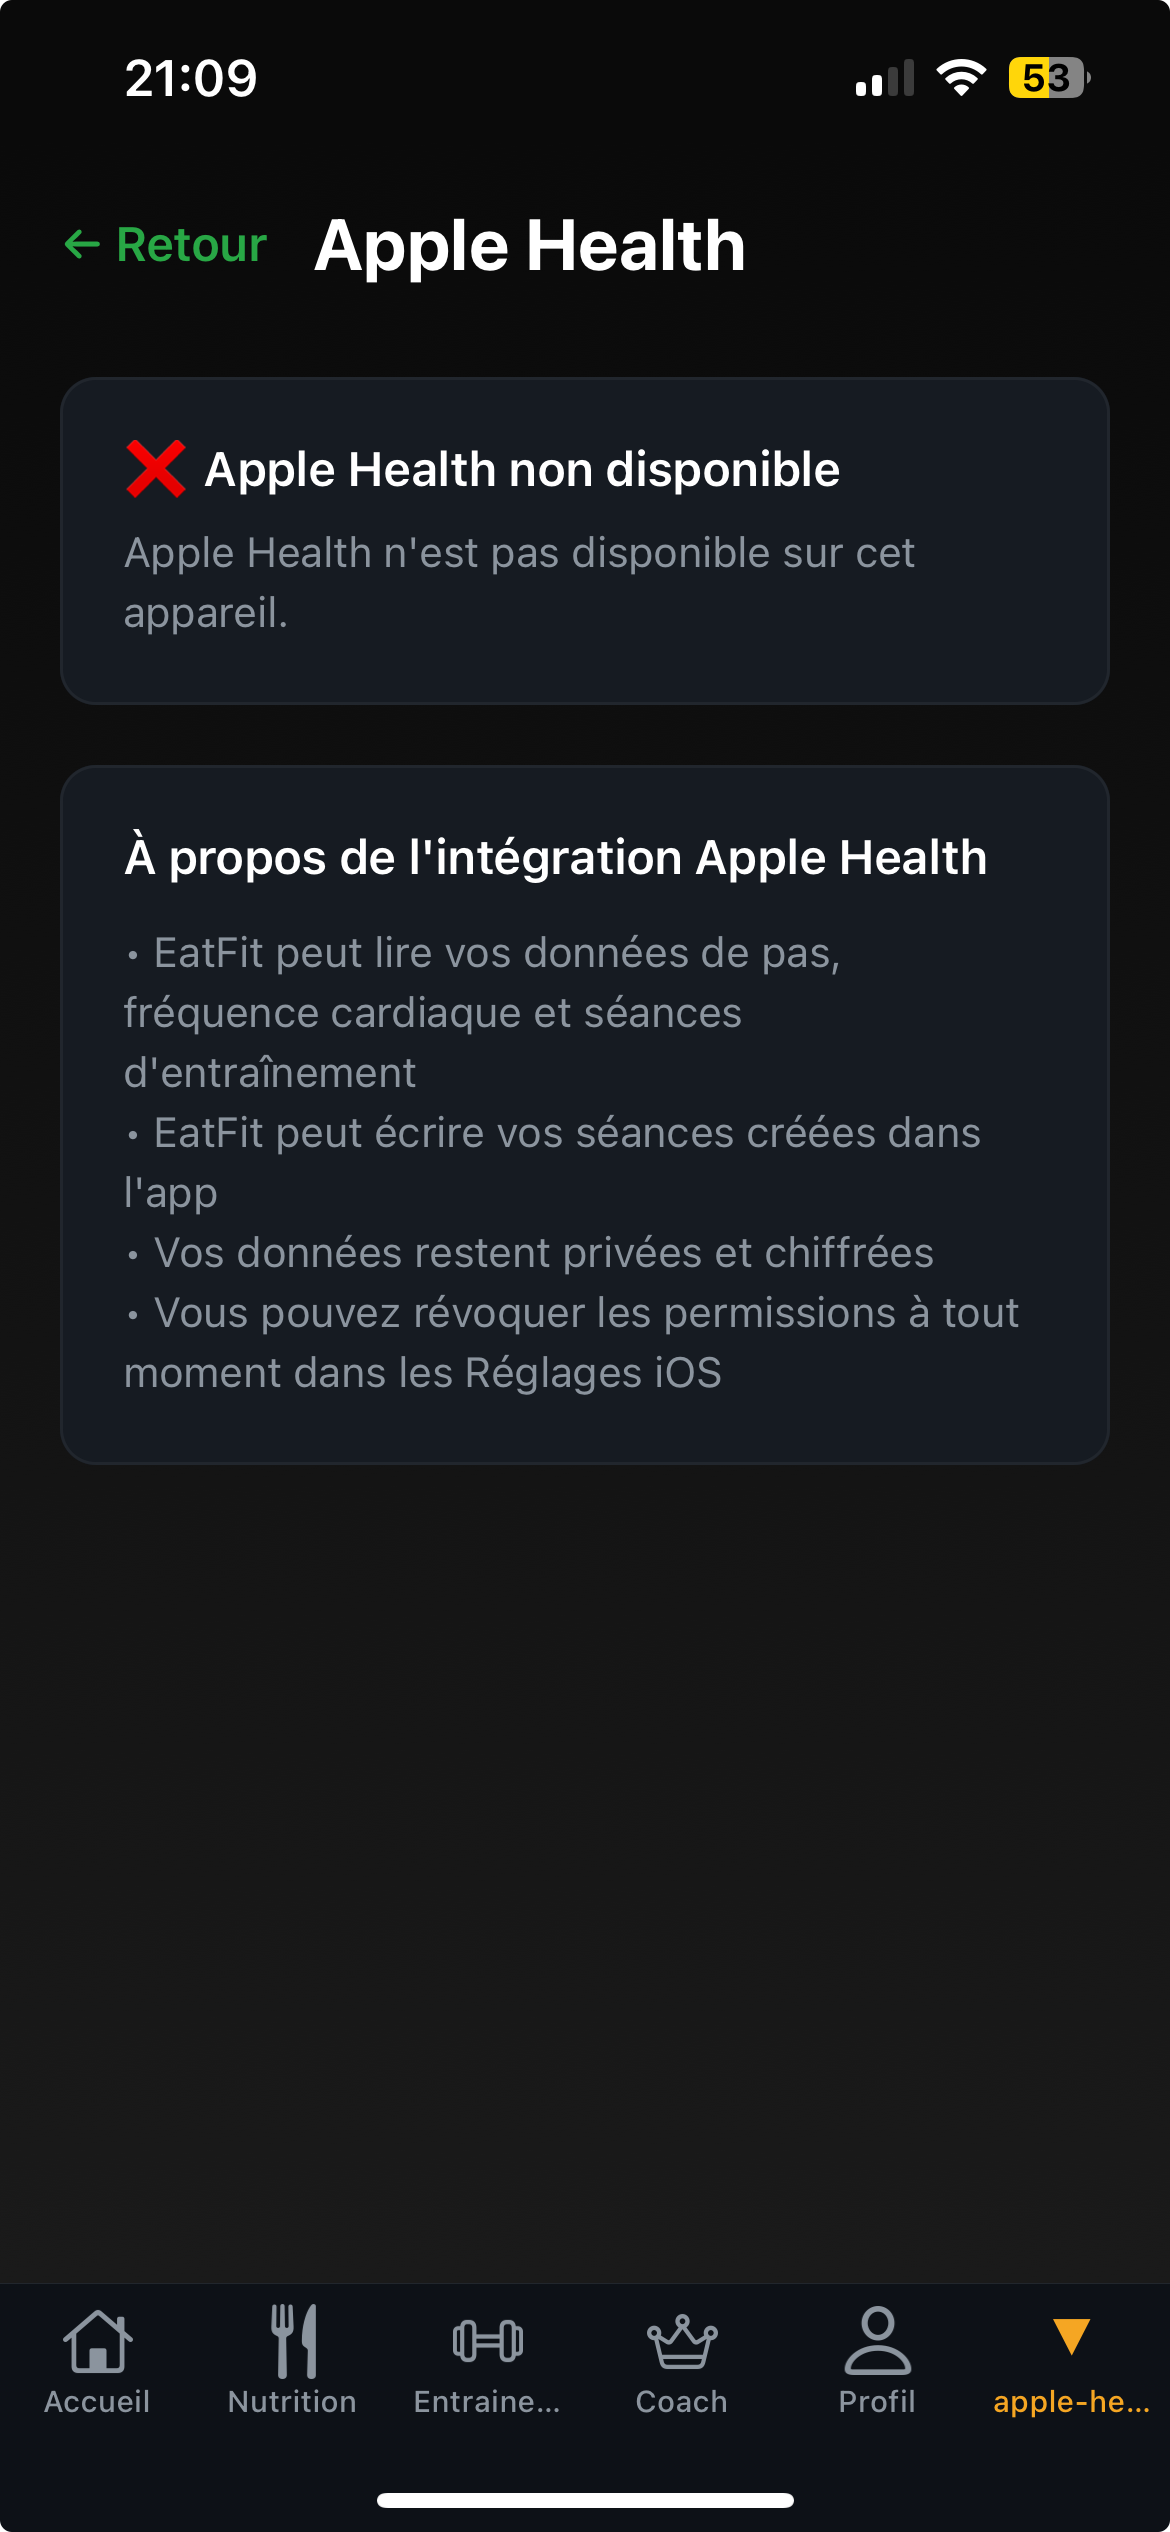 21:09
53
← Retour Apple Health
❌ Apple Health non disponible
Apple Health n'est pas disponible sur cet
appareil.
À propos de l'intégration Apple Health
• EatFit peut lire vos données de pas,
fréquence cardiaque et séances
d'entraînement
• EatFit peut écrire vos séances créées dans
l'app
• Vos données restent privées et chiffrées
• Vous pouvez révoquer les permissions à tout
moment dans les Réglages iOS
Accueil Nutrition Entraine... Coach Profil apple-he...